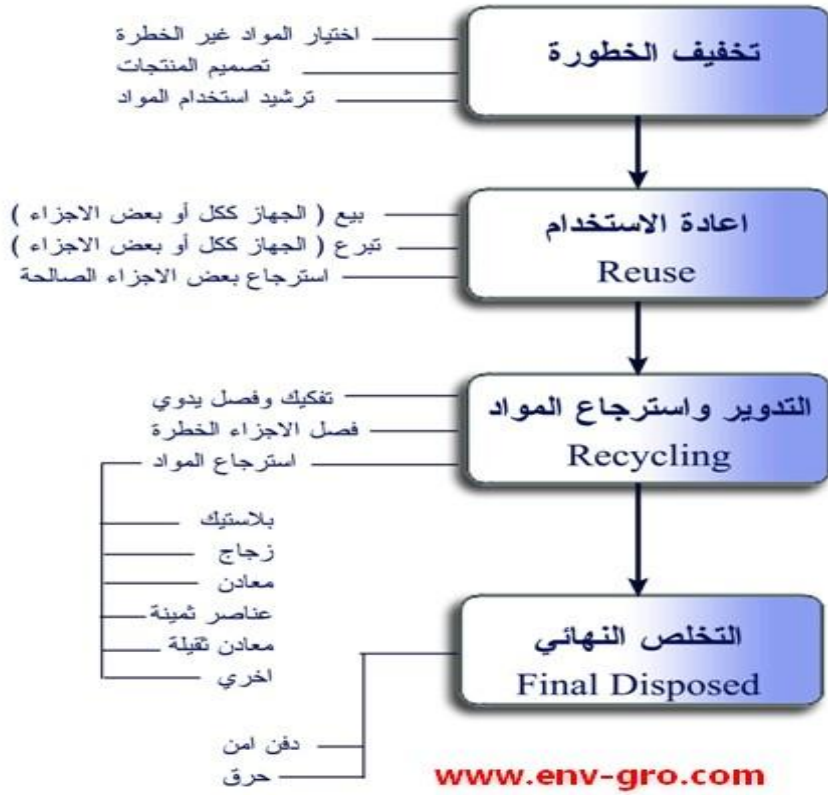 تخفيف الخطورة
اختيار المواد غير الخطرة
تصميم المنتجات
ترشيد استخدام المواد
اعادة الاستخدام
Reuse
بيع ( الجهاز ككل أو بعض الاجزاء )
تبرع ( الجهاز ككل أو بعض الاجزاء )
استرجاع بعض الاجزاء الصالحة
التدوير واسترجاع المواد
Recycling
تفكيك وفصل يدوي
فصل الاجزاء الخطرة
استرجاع المواد
بلاستيك
زجاج
معادن
عناصر ثمينة
معادن ثقيلة
اخري
التخلص النهائي
Final Disposed
دفن امن
حرق
www.env-gro.com